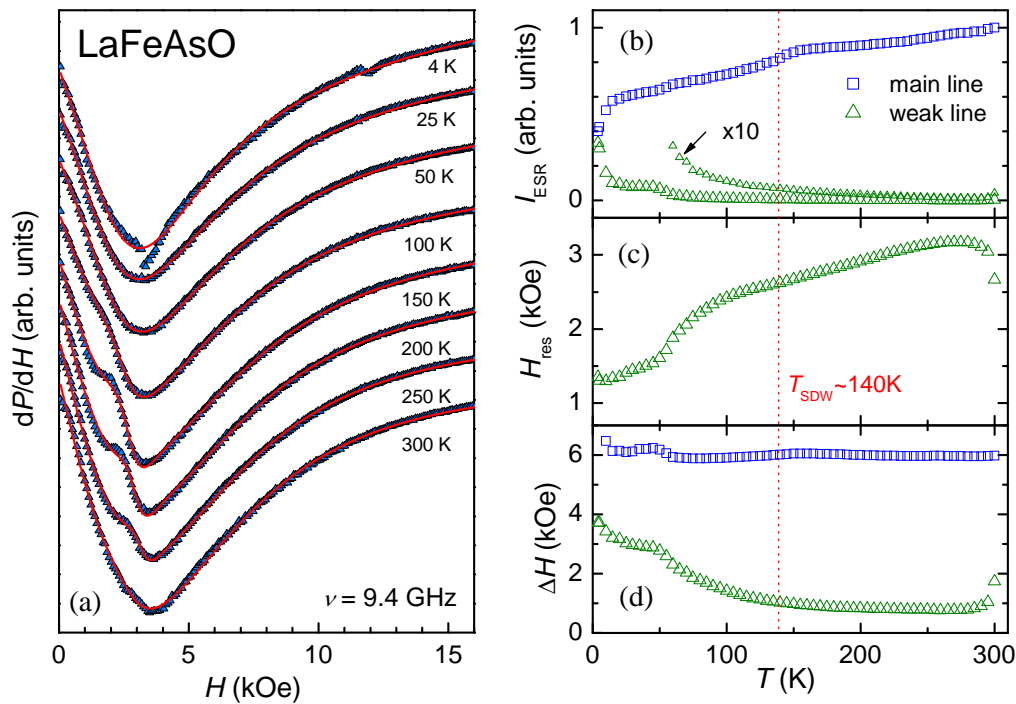 LaFeAsO
4 K
25 K
50 K
100 K
150 K
200 K
250 K
300 K
(a)
ν = 9.4 GHz
dP/dH (arb. units)
0 5 10 15
H (kOe)
(b)
main line
weak line
x10
I_ESR (arb. units)
1
0
(c)
H_res (kOe)
3
2
1
T_SDW~140K
(d)
ΔH (kOe)
6
4
2
0
0 100 200 300
T (K)